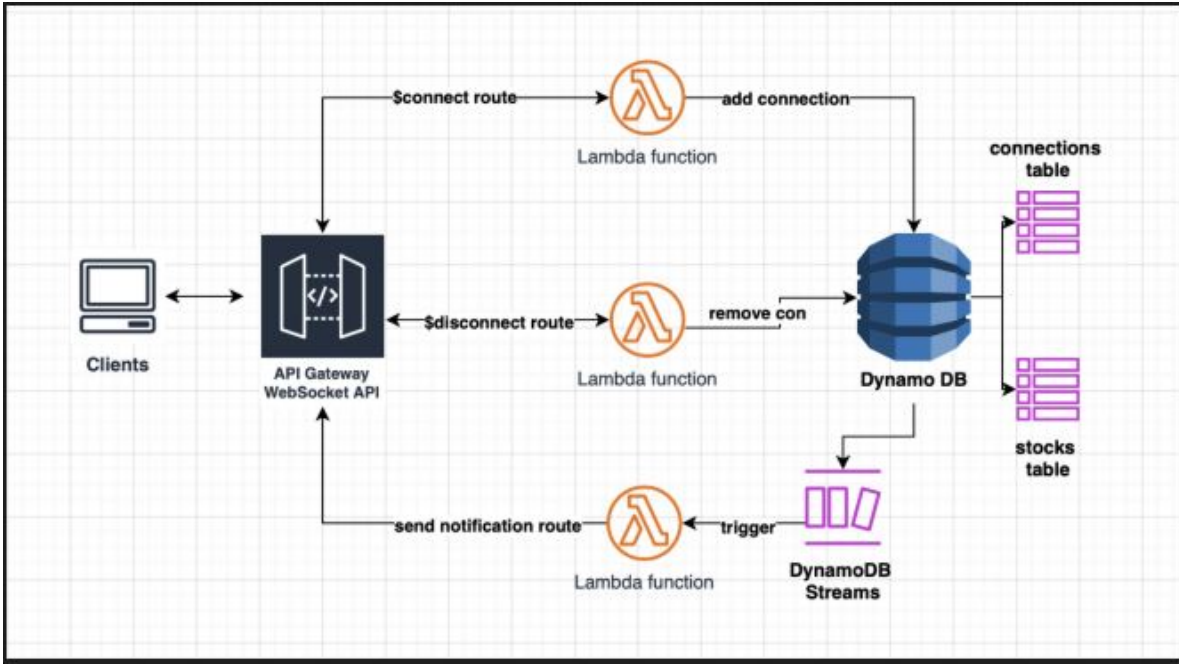 $connect route
add connection
Lambda function
connections
table
Clients
</>
API Gateway
WebSocket API
$disconnect route
remove con
Lambda function
Dynamo DB
stocks
table
send notification route
trigger
Lambda function
DynamoDB
Streams